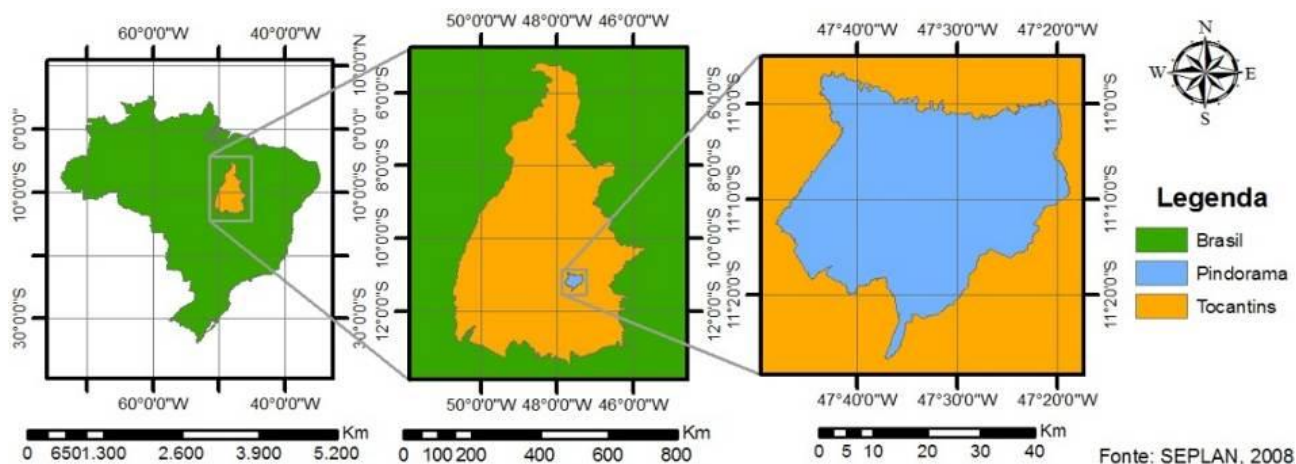 50°0'0"W 48°0'0"W 46°0'0"W
60°0'0"W 40°0'0"W
47°40'0"W 47°30'0"W 47°20'0"W
10°0'0"N
0°0'0"
10°0'0"S
30°0'0"S
0°0'0"
10°0'0"S
30°0'0"S
6°0'0"S
8°0'0"S
10°0'0"S
12°0'0"S
6°0'0"S
8°0'0"S
10°0'0"S
12°0'0"S
11°0'0"S
11°10'0"S
11°20'0"S
11°0'0"S
11°10'0"S
11°20'0"S
N
W E
S
Legenda
Brasil
Pindorama
Tocantins
60°0'0"W 40°0'0"W
50°0'0"W 48°0'0"W 46°0'0"W
47°40'0"W 47°30'0"W 47°20'0"W
Km
0 6501.300 2.600 3.900 5.200
Km
0 100 200 400 600 800
Km
0 5 10 20 30 40
Fonte: SEPLAN, 2008